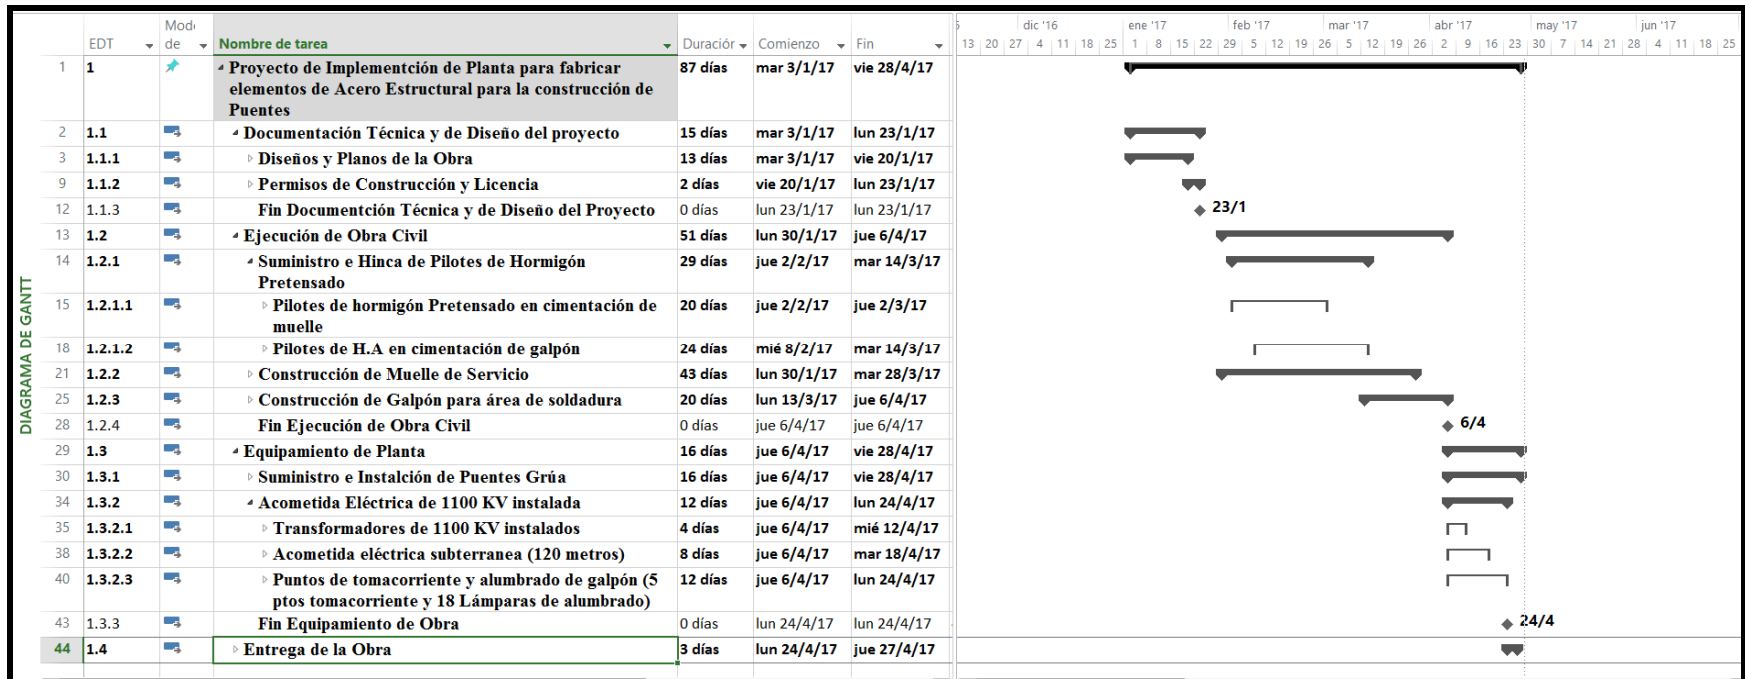 DIAGRAMA DE GANTT
EDT Modo de Nombre de tarea Duración Comienzo Fin
dic '16 ene '17 feb '17 mar '17 abr '17 may '17 jun '17
13 20 27 4 11 18 25 1 8 15 22 29 5 12 19 26 5 12 19 26 2 9 16 23 30 7 14 21 28 4 11 18 25
1 1 Proyecto de Implementción de Planta para fabricar 87 días mar 3/1/17 vie 28/4/17
elementos de Acero Estructural para la construcción de
Puentes
2 1.1 Documentación Técnica y de Diseño del proyecto 15 días mar 3/1/17 lun 23/1/17
3 1.1.1 Diseños y Planos de la Obra 13 días mar 3/1/17 vie 20/1/17
9 1.1.2 Permisos de Construcción y Licencia 2 días vie 20/1/17 lun 23/1/17
12 1.1.3 Fin Documentción Técnica y de Diseño del Proyecto 0 días lun 23/1/17 lun 23/1/17 23/1
13 1.2 Ejecución de Obra Civil 51 días lun 30/1/17 jue 6/4/17
14 1.2.1 Suministro e Hinca de Pilotes de Hormigón 29 días jue 2/2/17 mar 14/3/17
Pretensado
15 1.2.1.1 Pilotes de hormigón Pretensado en cimentación de 20 días jue 2/2/17 jue 2/3/17
muelle
18 1.2.1.2 Pilotes de H.A en cimentación de galpón 24 días mié 8/2/17 mar 14/3/17
21 1.2.2 Construcción de Muelle de Servicio 43 días lun 30/1/17 mar 28/3/17
25 1.2.3 Construcción de Galpón para área de soldadura 20 días lun 13/3/17 jue 6/4/17
28 1.2.4 Fin Ejecución de Obra Civil 0 días jue 6/4/17 jue 6/4/17 6/4
29 1.3 Equipamiento de Planta 16 días jue 6/4/17 vie 28/4/17
30 1.3.1 Suministro e Instalción de Puentes Grúa 16 días jue 6/4/17 vie 28/4/17
34 1.3.2 Acometida Eléctrica de 1100 KV instalada 12 días jue 6/4/17 lun 24/4/17
35 1.3.2.1 Transformadores de 1100 KV instalados 4 días jue 6/4/17 mié 12/4/17
38 1.3.2.2 Acometida eléctrica subterranea (120 metros) 8 días jue 6/4/17 mar 18/4/17
40 1.3.2.3 Puntos de tomacorriente y alumbrado de galpón (5 12 días jue 6/4/17 lun 24/4/17
ptos tomacorriente y 18 Lámparas de alumbrado)
43 1.3.3 Fin Equipamiento de Obra 0 días lun 24/4/17 lun 24/4/17 24/4
44 1.4 Entrega de la Obra 3 días lun 24/4/17 jue 27/4/17